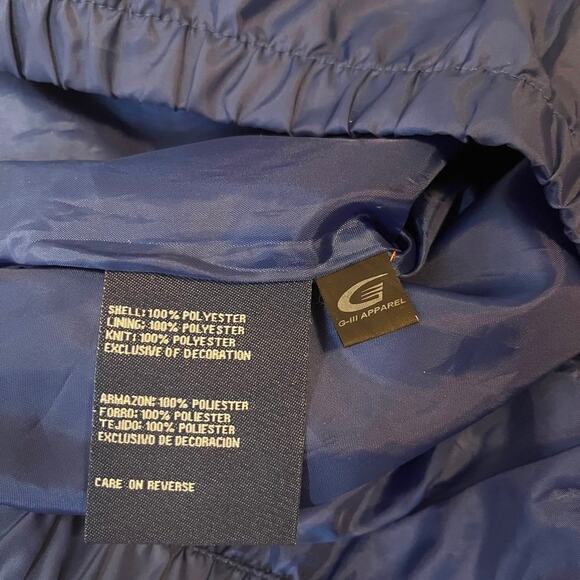 SHELL: 100% POLYESTER
LINING: 100% POLYESTER
KNIT: 100% POLYESTER
EXCLUSIVE OF DECORATION
ARMAZON: 100% POLIESTER
FORRO: 100% POLIESTER
TEJIDO: 100% POLIESTER
EXCLUSIVO DE DECORACION
CARE ON REVERSE
G-III APPAREL